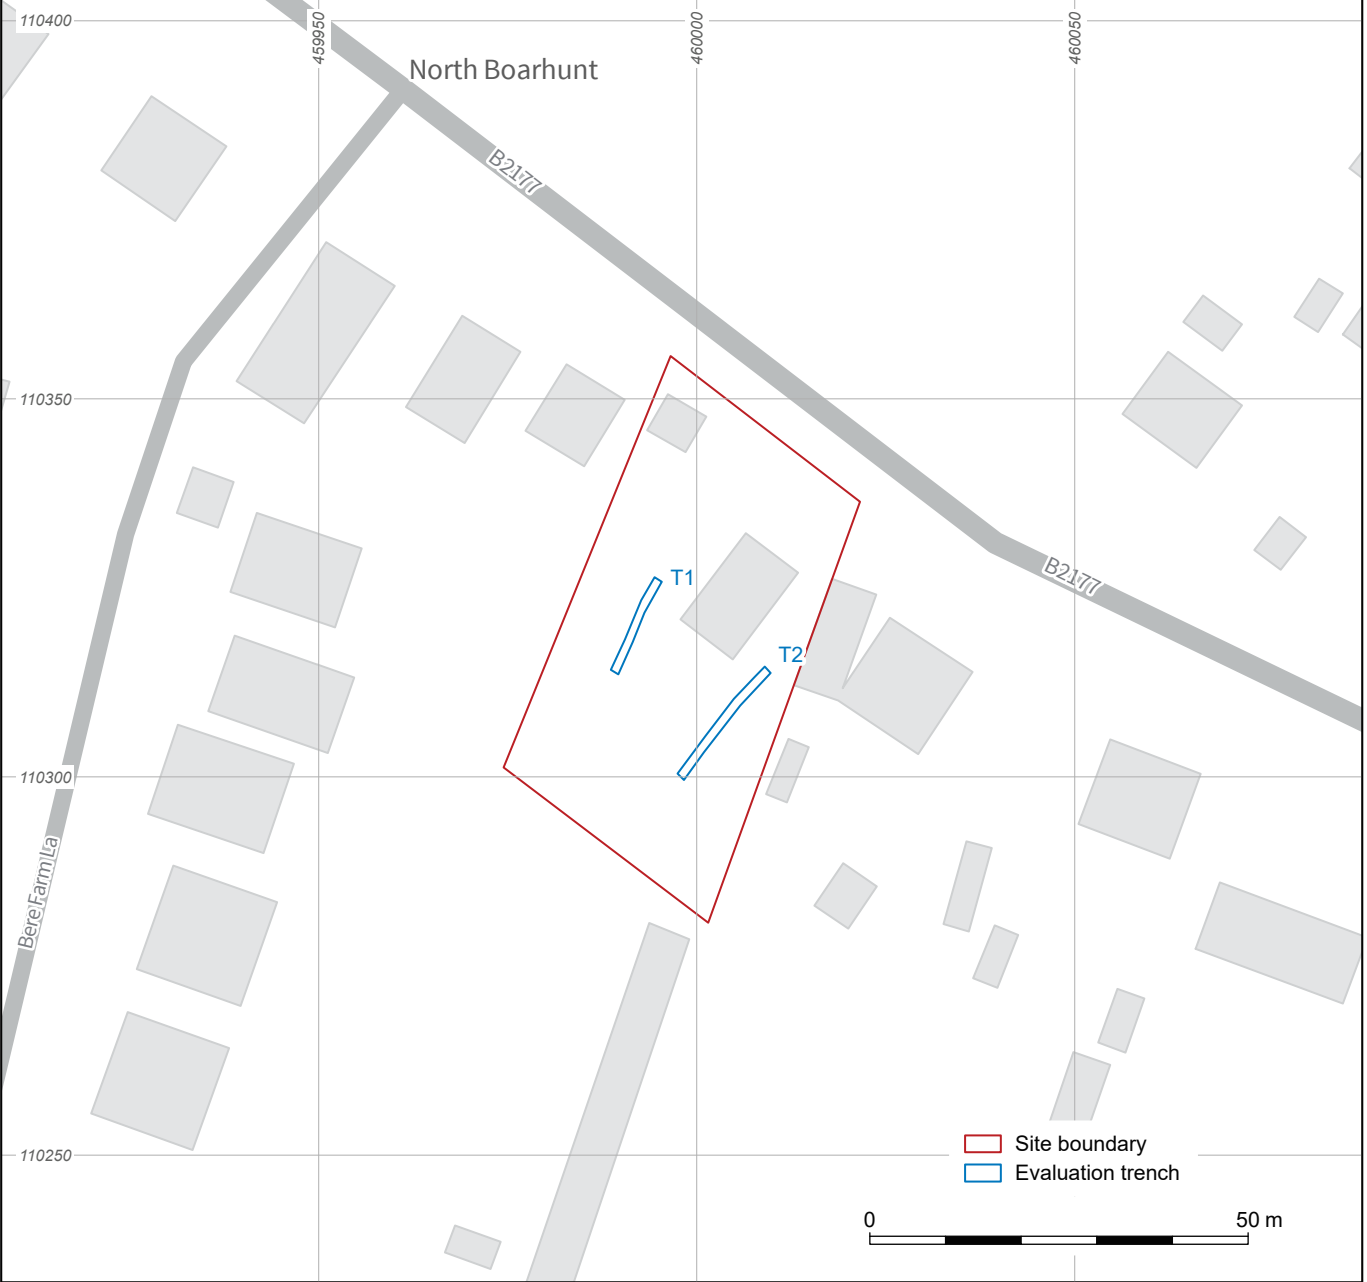 110400
459950
460000
460050
North Boarhunt
B2177
110350
B2177
T1
T2
110300
Bere Farm La
110250
Site boundary
Evaluation trench
0 50 m